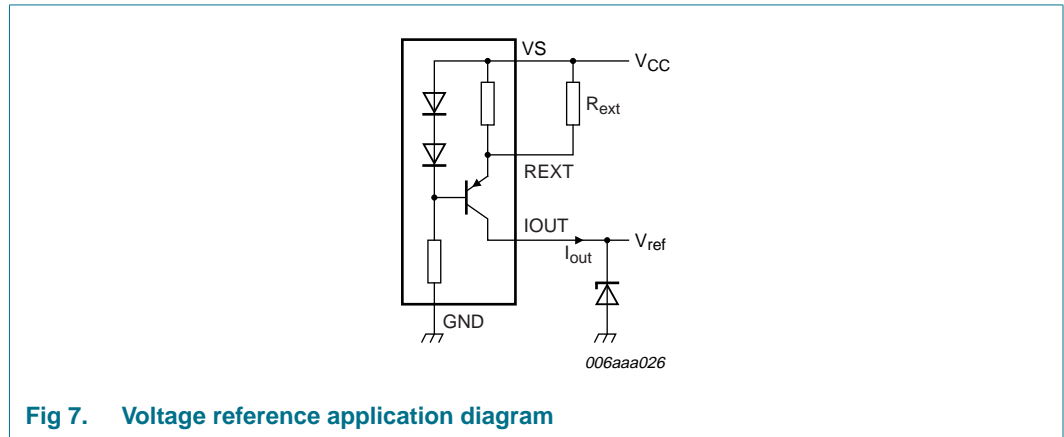 VS
V_CC
R_ext
REXT
IOUT
I_out
V_ref
GND
006aaa026
Fig 7. Voltage reference application diagram